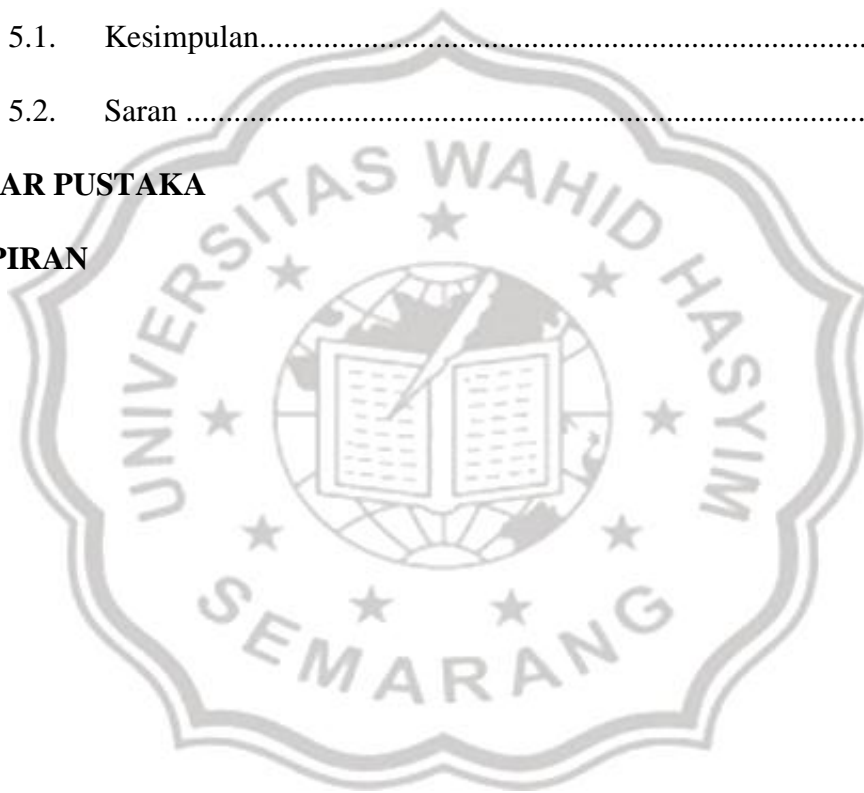 5.1. Kesimpulan.......................................................................................
5.2. Saran ................................................................................................
AR PUSTAKA
PIRAN
UNIVERSITAS WAHID HASYIM
SEMARANG